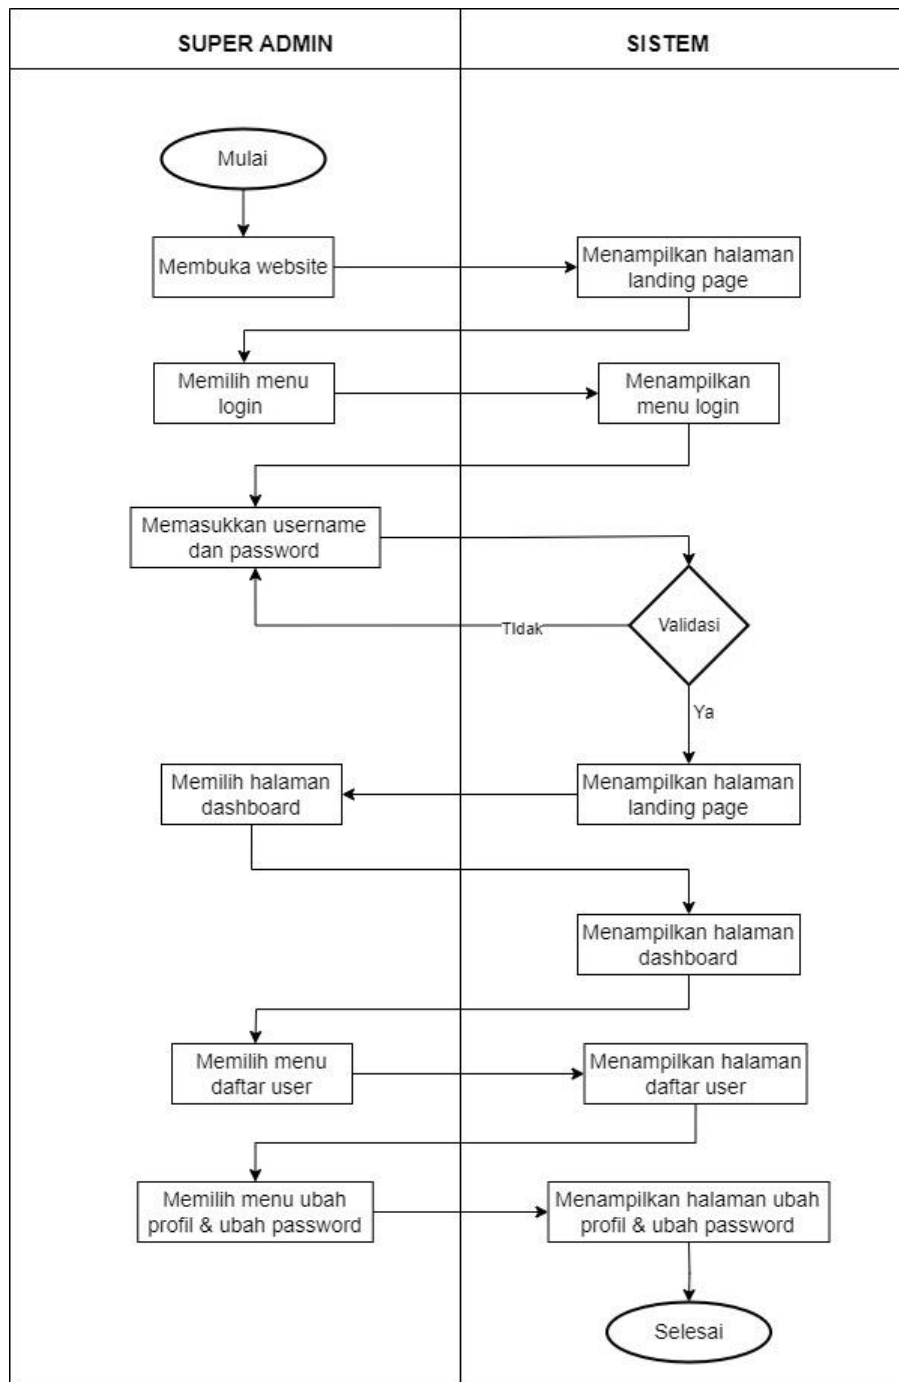 SUPER ADMIN
SISTEM
Mulai
Membuka website
Menampilkan halaman
landing page
Memilih menu
login
Menampilkan
menu login
Memasukkan username
dan password
Validasi
TIdak
Ya
Menampilkan halaman
landing page
Memilih halaman
dashboard
Menampilkan halaman
dashboard
Memilih menu
daftar user
Menampilkan halaman
daftar user
Memilih menu ubah
profil & ubah password
Menampilkan halaman ubah
profil & ubah password
Selesai